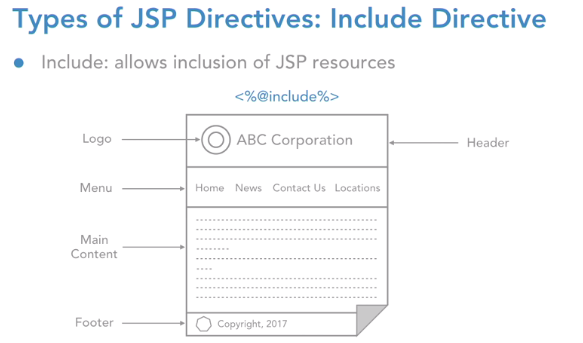 Types of JSP Directives: Include Directive
Include: allows inclusion of JSP resources
<%@include%>
Logo
ABC Corporation
Header
Menu
Home News Contact Us Locations
Main
Content
Footer
Copyright, 2017